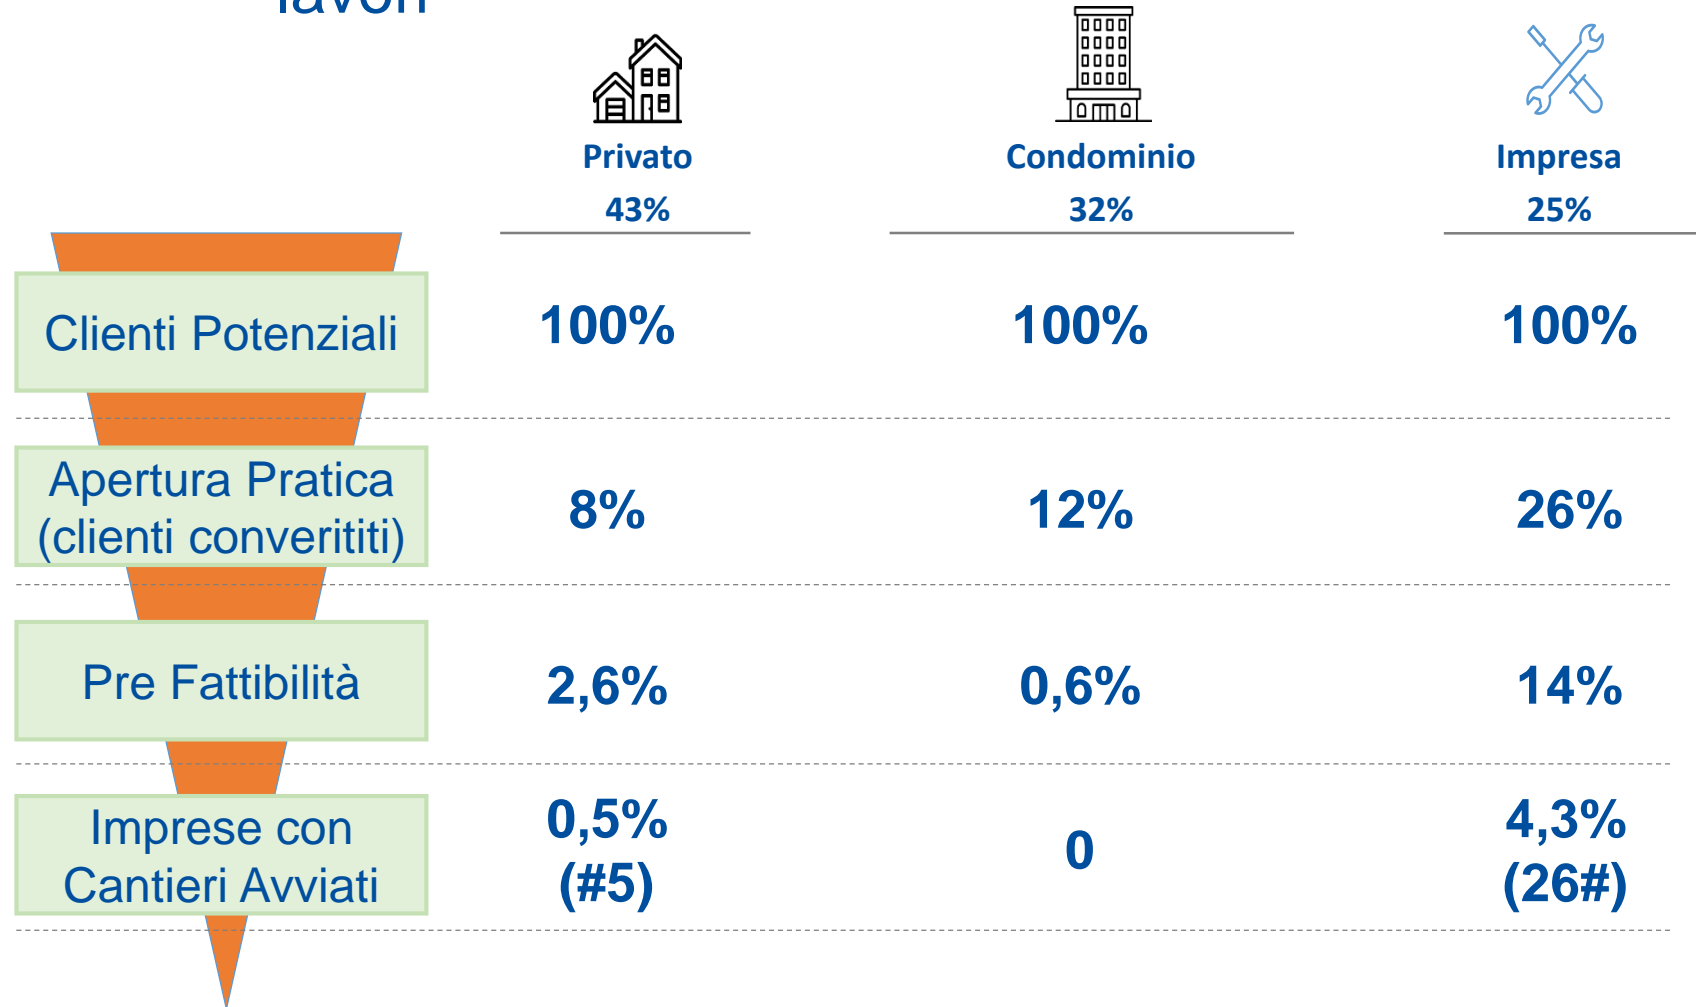 lavori
Privato
Condominio
Impresa
43%
32%
25%
Clienti Potenziali
100%
100%
100%
Apertura Pratica
(clienti converititi)
8%
12%
26%
Pre Fattibilità
2,6%
0,6%
14%
Imprese con
Cantieri Avviati
0,5%
(#5)
0
4,3%
(26#)